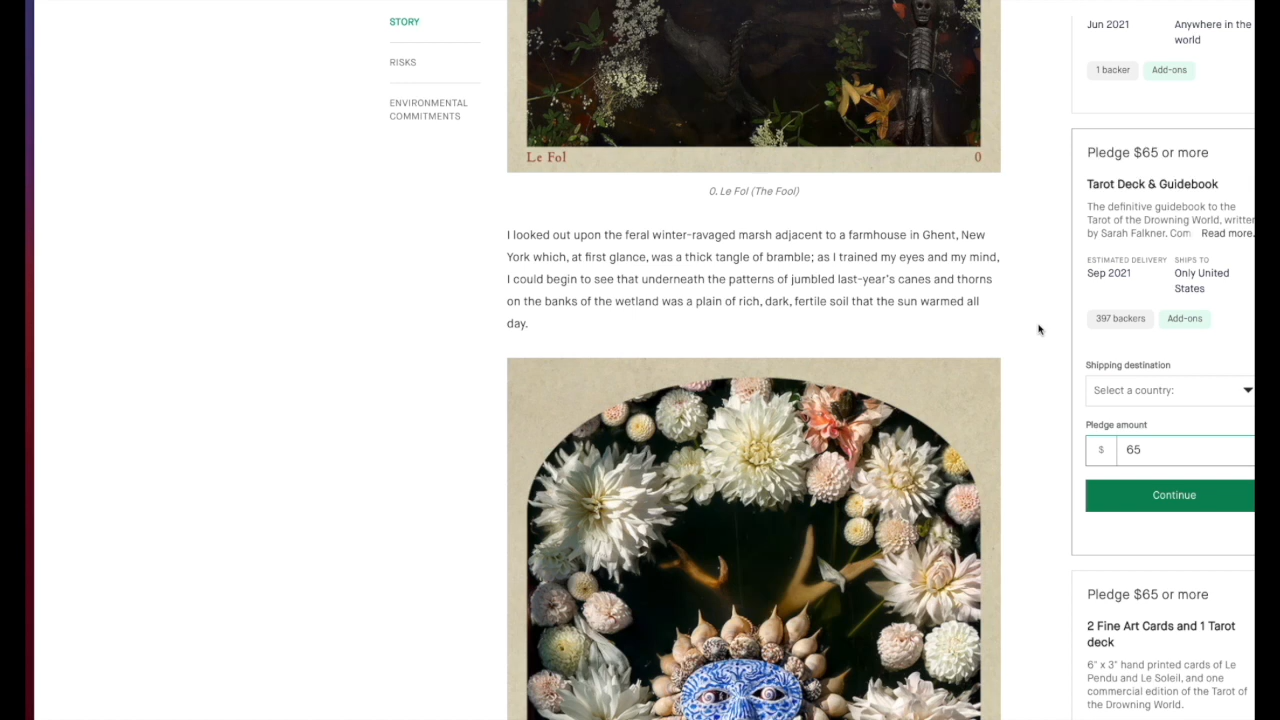 STORY
RISKS
ENVIRONMENTAL
COMMITMENTS
Le Fol 0
0. Le Fol (The Fool)
I looked out upon the feral winter-ravaged marsh adjacent to a farmhouse in Ghent, New
York which, at first glance, was a thick tangle of bramble; as I trained my eyes and my mind,
I could begin to see that underneath the patterns of jumbled last-year's canes and thorns
on the banks of the wetland was a plain of rich, dark, fertile soil that the sun warmed all
day.
Jun 2021 Anywhere in the
world
1 backer Add-ons
Pledge $65 or more
Tarot Deck & Guidebook
The definitive guidebook to the
Tarot of the Drowning World, writte
by Sarah Falkner. Com Read more.
ESTIMATED DELIVERY SHIPS TO
Sep 2021 Only United
States
397 backers Add-ons
Shipping destination
Select a country:
Pledge amount
$ 65
Continue
Pledge $65 or more
2 Fine Art Cards and 1 Tarot
deck
6" x 3" hand printed cards of Le
Pendu and Le Soleil, and one
commercial edition of the Tarot of
the Drowning World.